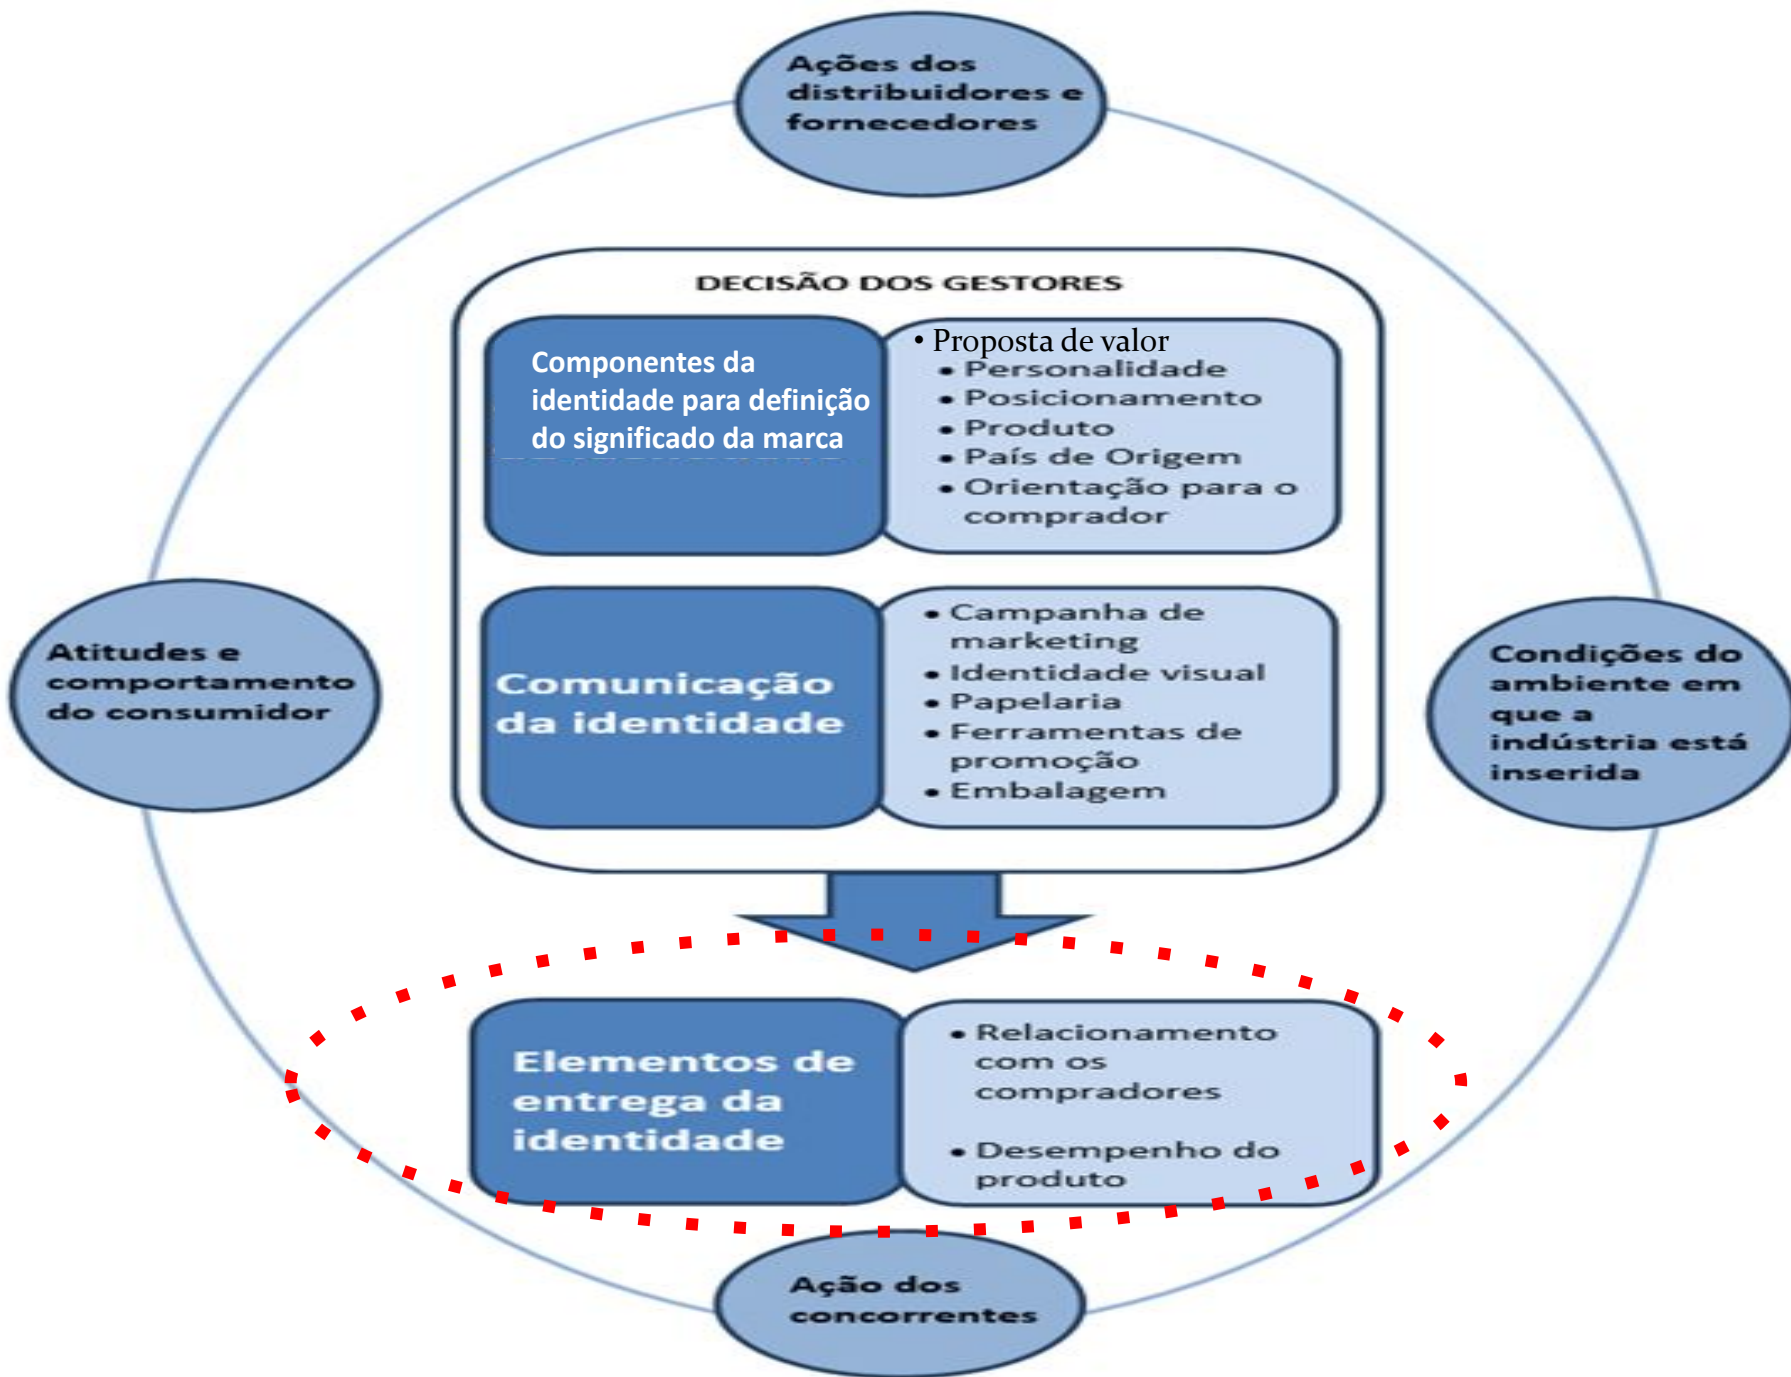 Ações dos
distribuidores e
fornecedores
DECISÃO DOS GESTORES
Componentes da
identidade para definição
do significado da marca
• Proposta de valor
• Personalidade
• Posicionamento
• Produto
• País de Origem
• Orientação para o
comprador
Atitudes e
comportamento
do consumidor
Comunicação
da identidade
• Campanha de
marketing
• Identidade visual
• Papelaria
• Ferramentas de
promoção
• Embalagem
Condições do
ambiente em
que a
indústria está
inserida
Elementos de
entrega da
identidade
• Relacionamento
com os
compradores
• Desempenho do
produto
Ação dos
concorrentes